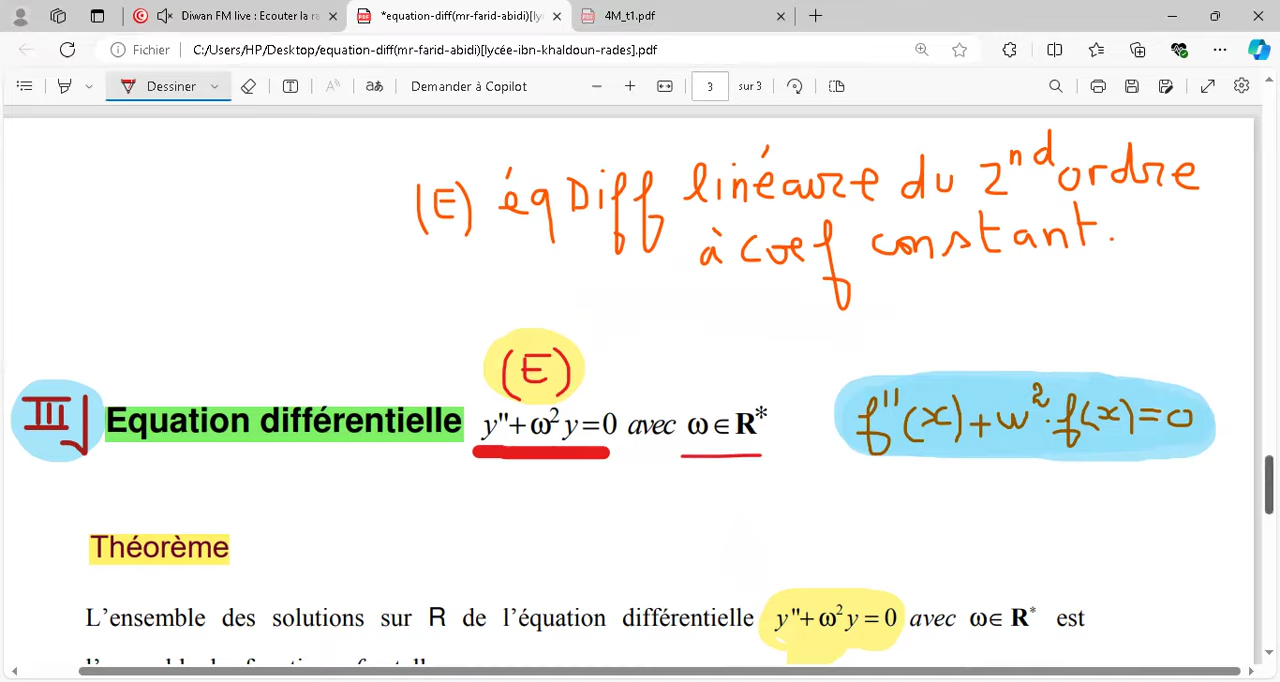 Diwan FM live : Ecouter la ra
*equation-diff(mr-farid-abidi)[ly
4M_t1.pdf
Fichier C:/Users/HP/Desktop/equation-diff(mr-farid-abidi)[lycée-ibn-khaldoun-rades].pdf
Dessiner aあ Demander à Copilot 3 sur 3
(E) éq Diff linéaire du 2nd ordre
à coef constant.
(E)
III] Equation différentielle y"+ω²y=0 avec ω∈R* f''(x)+w².f(x)=0
Théorème
L'ensemble des solutions sur R de l'équation différentielle y"+ω²y=0 avec ω∈R* est